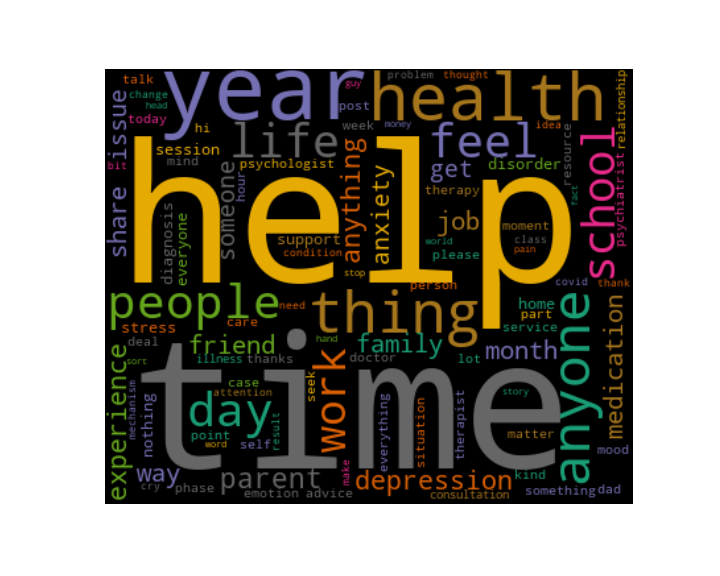 talk
year
guy
problem
thought
health
relationship
change
head
post
money
idea
issue
today
hi
life
week
feel
resource
school
bit
session
mind
psychologist
someone
hour
anything
anxiety
get
disorder
psychiatrist
share
help
therapy
fact
diagnosis
everyone
support
condition
job
moment
class
pain
world
please
stop
person
covid
thank
people
need
thing
home
part
service
anyone
medication
stress
care
deal
friend
hand
family
month
sort
illness
thanks
doctor
lot
experience
time
work
seek
case
attention
story
mechanism
nothing
day
point
word
self
result
everything
situation
therapist
matter
mood
way
parent
make
depression
kind
cry
phase
emotion
advice
consultation
something
dad